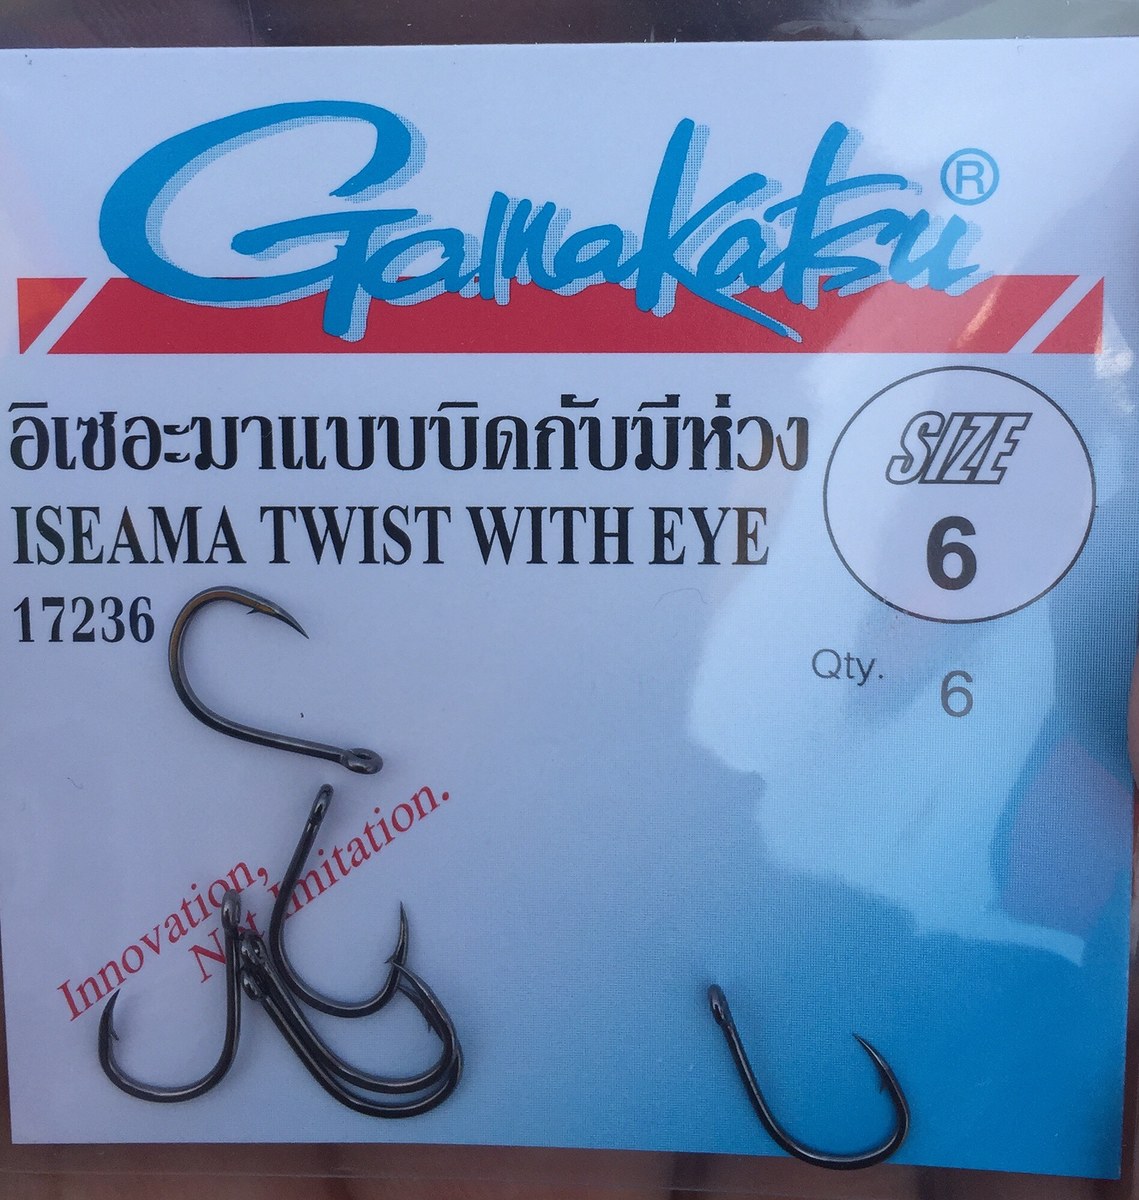 Gamakatsu®
อิเซอะมาแบบบิดกับมีห่วง
ISEAMA TWIST WITH EYE
17236
SIZE
6
Qty. 6
Innovation,
Not Imitation.